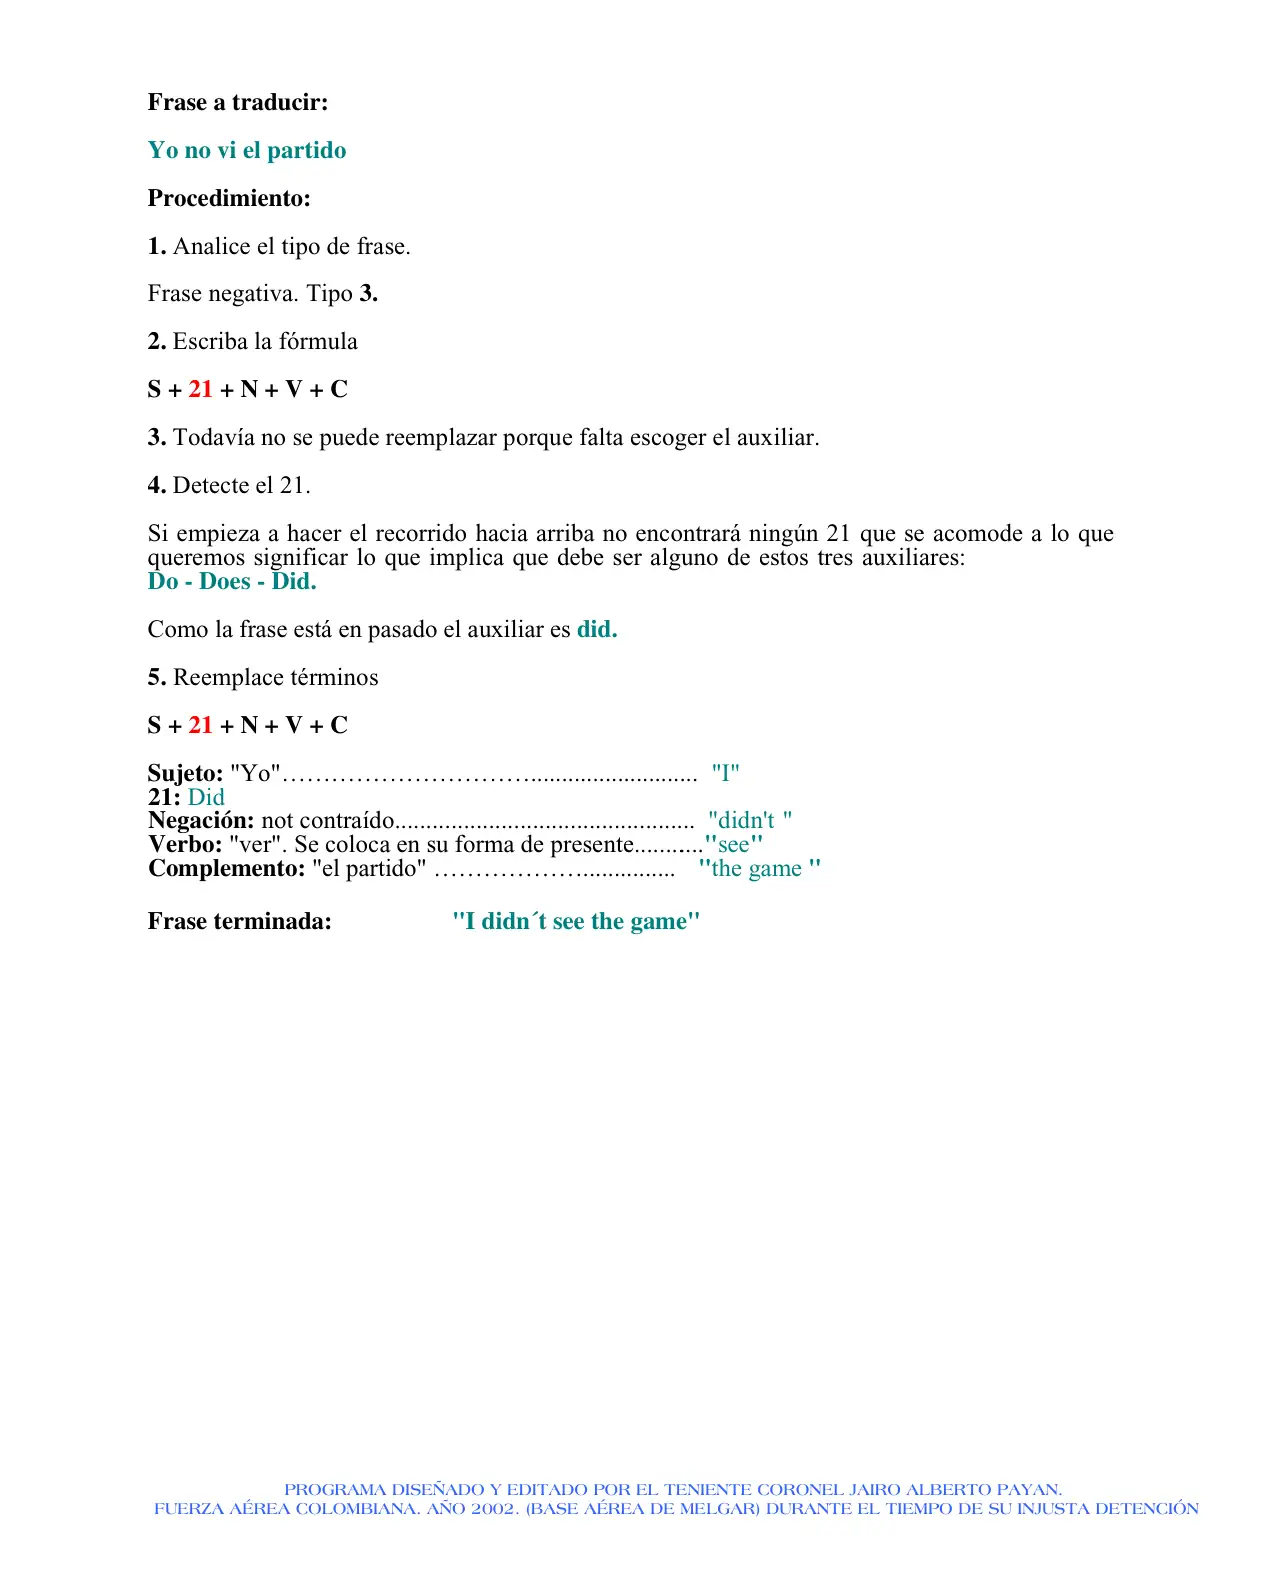 Frase a traducir:
Yo no vi el partido
Procedimiento:
1. Analice el tipo de frase.
Frase negativa. Tipo 3.
2. Escriba la fórmula
S + 21 + N + V + C
3. Todavía no se puede reemplazar porque falta escoger el auxiliar.
4. Detecte el 21.
Si empieza a hacer el recorrido hacia arriba no encontrará ningún 21 que se acomode a lo que
queremos significar lo que implica que debe ser alguno de estos tres auxiliares:
Do - Does - Did.
Como la frase está en pasado el auxiliar es did.
5. Reemplace términos
S + 21 + N + V + C
Sujeto: "Yo"…………………………........................... "I"
21: Did
Negación: not contraído................................................ "didn't "
Verbo: "ver". Se coloca en su forma de presente..........."see"
Complemento: "el partido" ………………............... "the game "
Frase terminada: "I didn´t see the game"
PROGRAMA DISEÑADO Y EDITADO POR EL TENIENTE CORONEL JAIRO ALBERTO PAYAN.
FUERZA AÉREA COLOMBIANA. AÑO 2002. (BASE AÉREA DE MELGAR) DURANTE EL TIEMPO DE SU INJUSTA DETENCIÓN